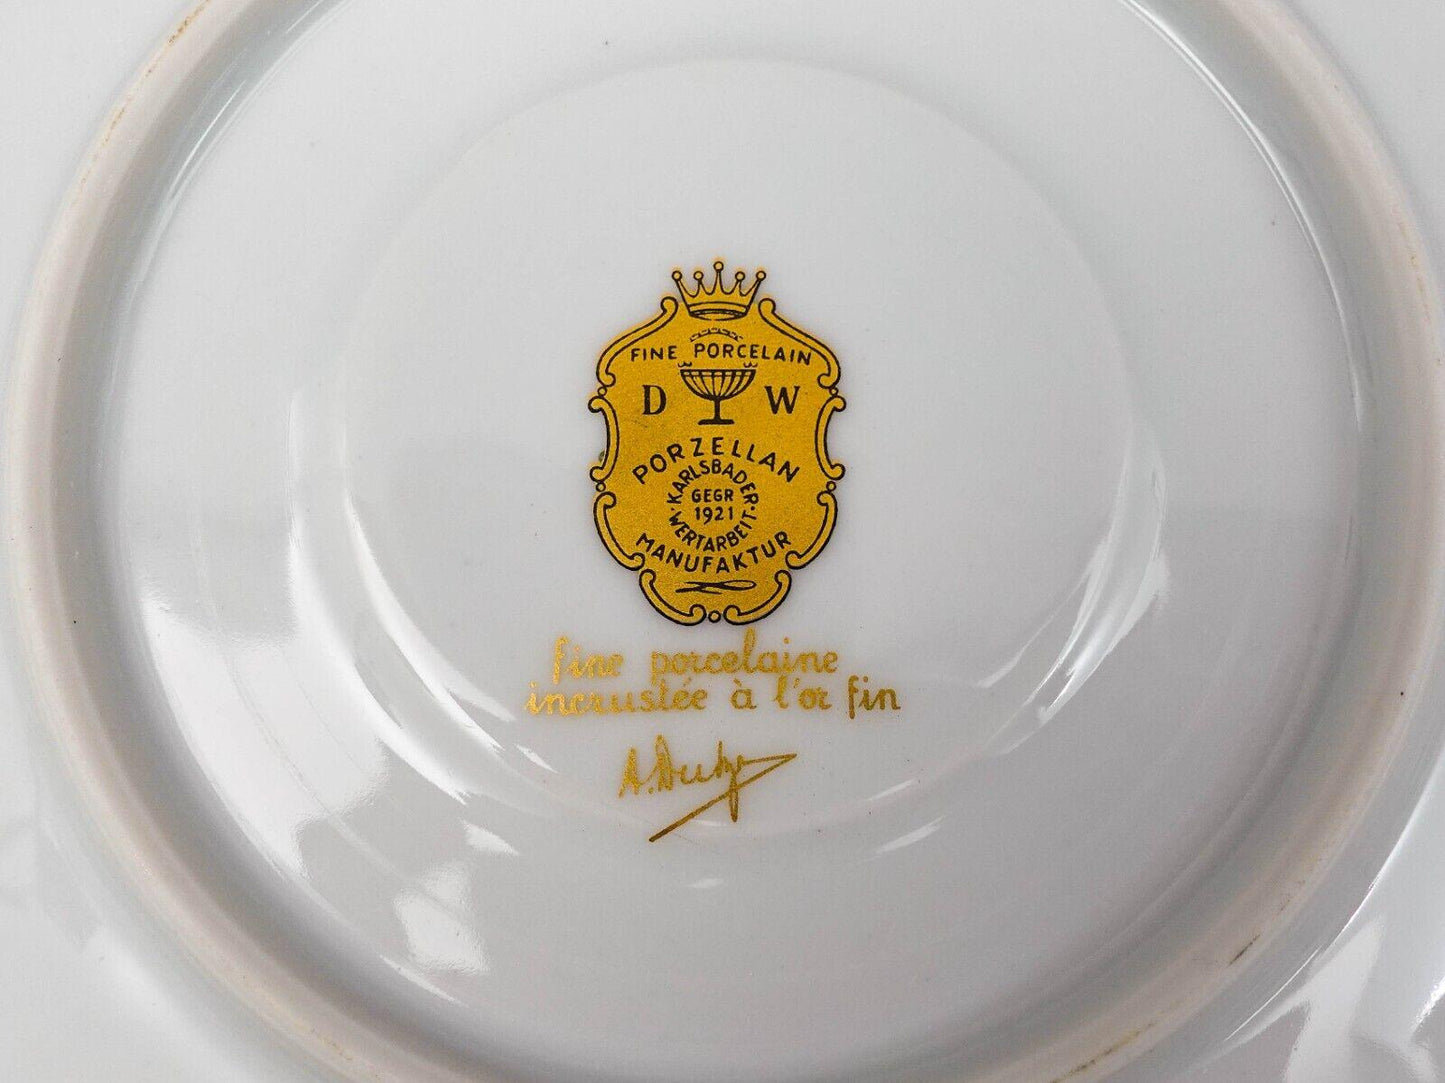 FINE PORCELAIN
D W
PORZELLAN
KARLSBADER
GEGR
1921
WERTARBEIT
MANUFAKTUR
fine porcelaine
incrustée à l'or fin